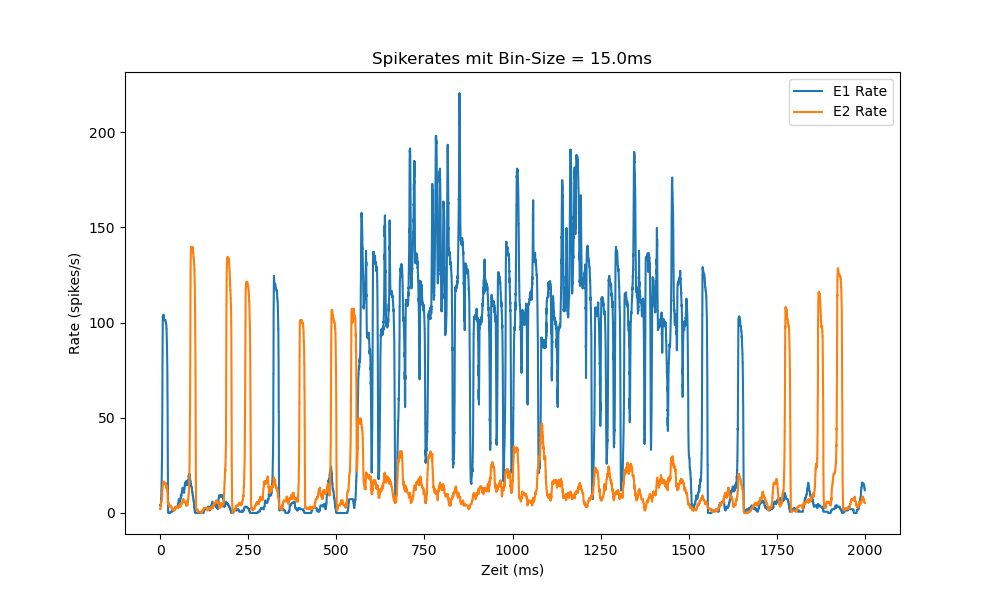 Spikerates mit Bin-Size = 15.0ms
E1 Rate
E2 Rate
Rate (spikes/s)
200
150
100
50
0
0 250 500 750 1000 1250 1500 1750 2000
Zeit (ms)